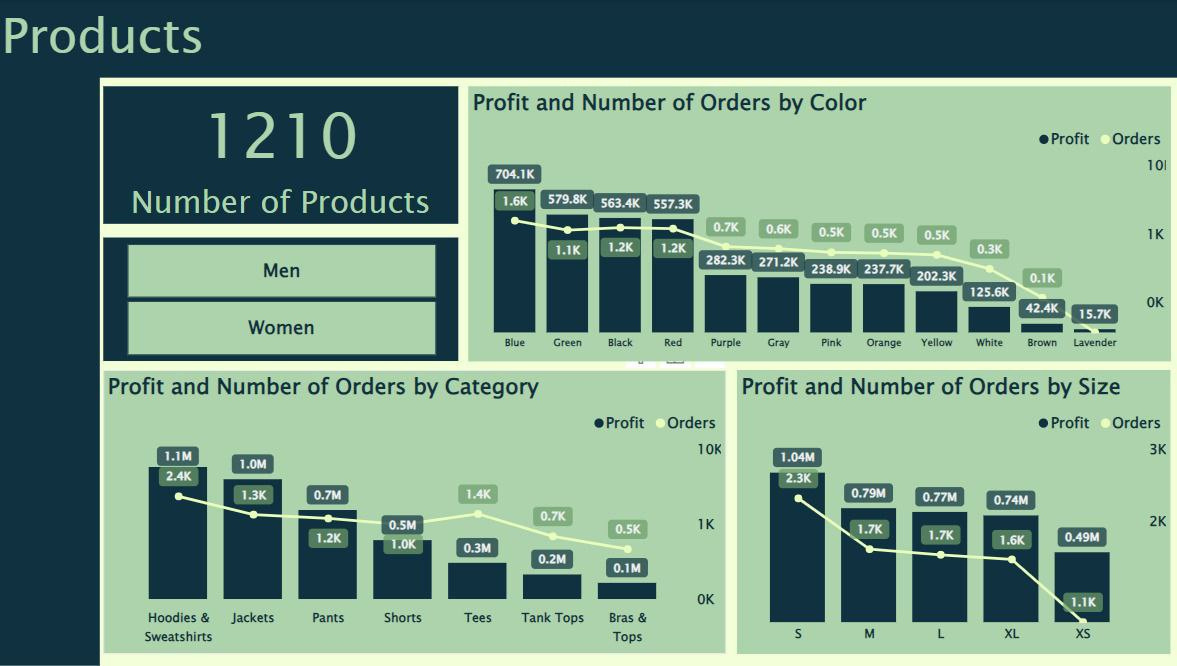 Products
1210
Number of Products
Men
Women
Profit and Number of Orders by Color
Profit Orders
704.1K 579.8K 563.4K 557.3K 282.3K 271.2K 238.9K 237.7K 202.3K 125.6K 42.4K 15.7K
1.6K 1.1K 1.2K 1.2K 0.7K 0.6K 0.5K 0.5K 0.5K 0.3K 0.1K
1K
0K
Blue Green Black Red Purple Gray Pink Orange Yellow White Brown Lavender
Profit and Number of Orders by Category
Profit Orders
1.1M 1.0M 0.7M 0.5M 0.3M 0.2M 0.1M
2.4K 1.3K 1.2K 1.0K 1.4K 0.7K 0.5K
10K
1K
0K
Hoodies & Sweatshirts Jackets Pants Shorts Tees Tank Tops Bras & Tops
Profit and Number of Orders by Size
Profit Orders
1.04M 0.79M 0.77M 0.74M 0.49M
2.3K 1.7K 1.7K 1.6K 1.1K
3K
2K
S M L XL XS